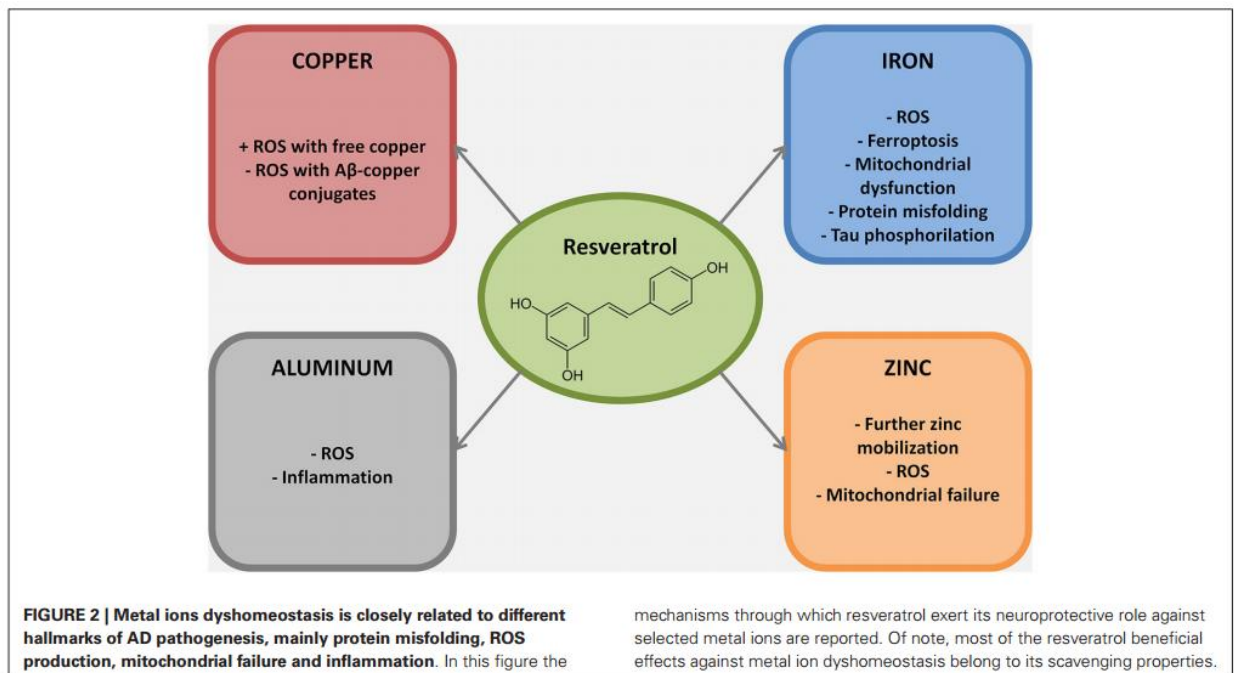 COPPER
+ ROS with free copper
- ROS with Aβ-copper
conjugates
IRON
- ROS
- Ferroptosis
- Mitochondrial
dysfunction
- Protein misfolding
- Tau phosphorilation
Resveratrol
OH
HO
OH
ALUMINUM
- ROS
- Inflammation
ZINC
- Further zinc
mobilization
- ROS
- Mitochondrial failure
FIGURE 2 | Metal ions dyshomeostasis is closely related to different
hallmarks of AD pathogenesis, mainly protein misfolding, ROS
production, mitochondrial failure and inflammation. In this figure the
mechanisms through which resveratrol exert its neuroprotective role against
selected metal ions are reported. Of note, most of the resveratrol beneficial
effects against metal ion dyshomeostasis belong to its scavenging properties.